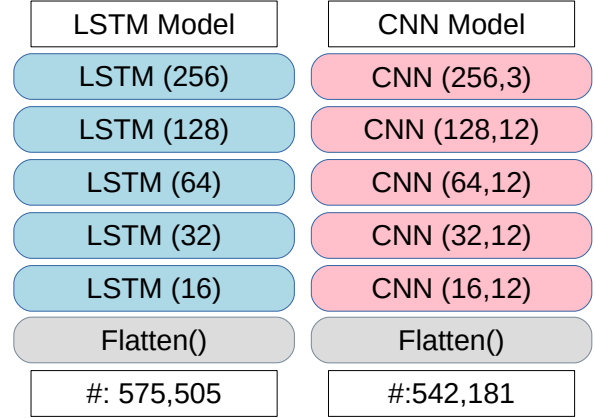 LSTM Model
LSTM (256)
LSTM (128)
LSTM (64)
LSTM (32)
LSTM (16)
Flatten()
#: 575,505
CNN Model
CNN (256,3)
CNN (128,12)
CNN (64,12)
CNN (32,12)
CNN (16,12)
Flatten()
#:542,181